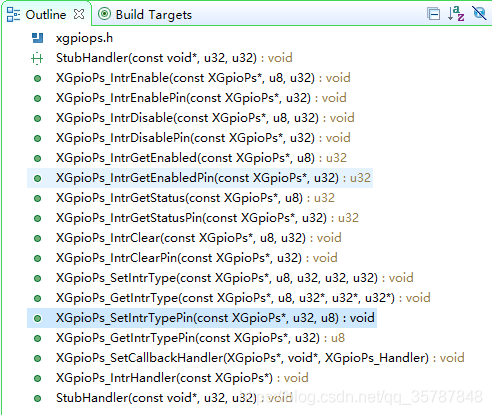 Outline Build Targets
xgpiops.h
StubHandler(const void*, u32, u32) : void
XGpioPs_IntrEnable(const XGpioPs*, u8, u32) : void
XGpioPs_IntrEnablePin(const XGpioPs*, u32) : void
XGpioPs_IntrDisable(const XGpioPs*, u8, u32) : void
XGpioPs_IntrDisablePin(const XGpioPs*, u32) : void
XGpioPs_IntrGetEnabled(const XGpioPs*, u8) : u32
XGpioPs_IntrGetEnabledPin(const XGpioPs*, u32) : u32
XGpioPs_IntrGetStatus(const XGpioPs*, u8) : u32
XGpioPs_IntrGetStatusPin(const XGpioPs*, u32) : u32
XGpioPs_IntrClear(const XGpioPs*, u8, u32) : void
XGpioPs_IntrClearPin(const XGpioPs*, u32) : void
XGpioPs_SetIntrType(const XGpioPs*, u8, u32, u32, u32) : void
XGpioPs_GetIntrType(const XGpioPs*, u8, u32*, u32*, u32*) : void
XGpioPs_SetIntrTypePin(const XGpioPs*, u32, u8) : void
XGpioPs_GetIntrTypePin(const XGpioPs*, u32) : u8
XGpioPs_SetCallbackHandler(XGpioPs*, void*, XGpioPs_Handler) : void
XGpioPs_IntrHandler(const XGpioPs*) : void
StubHandler(const void*, u32, u32) : void
https://blog.csdn.net/qq_35787848